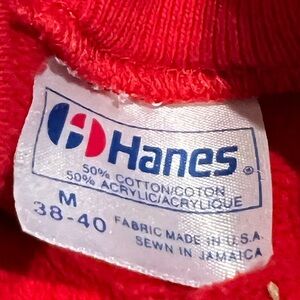 Hanes®
50% COTTON/COTON
50% ACRYLIC/ACRYLIQUE
M
38-40
FABRIC MADE IN U.S.A.
SEWN IN JAMAICA